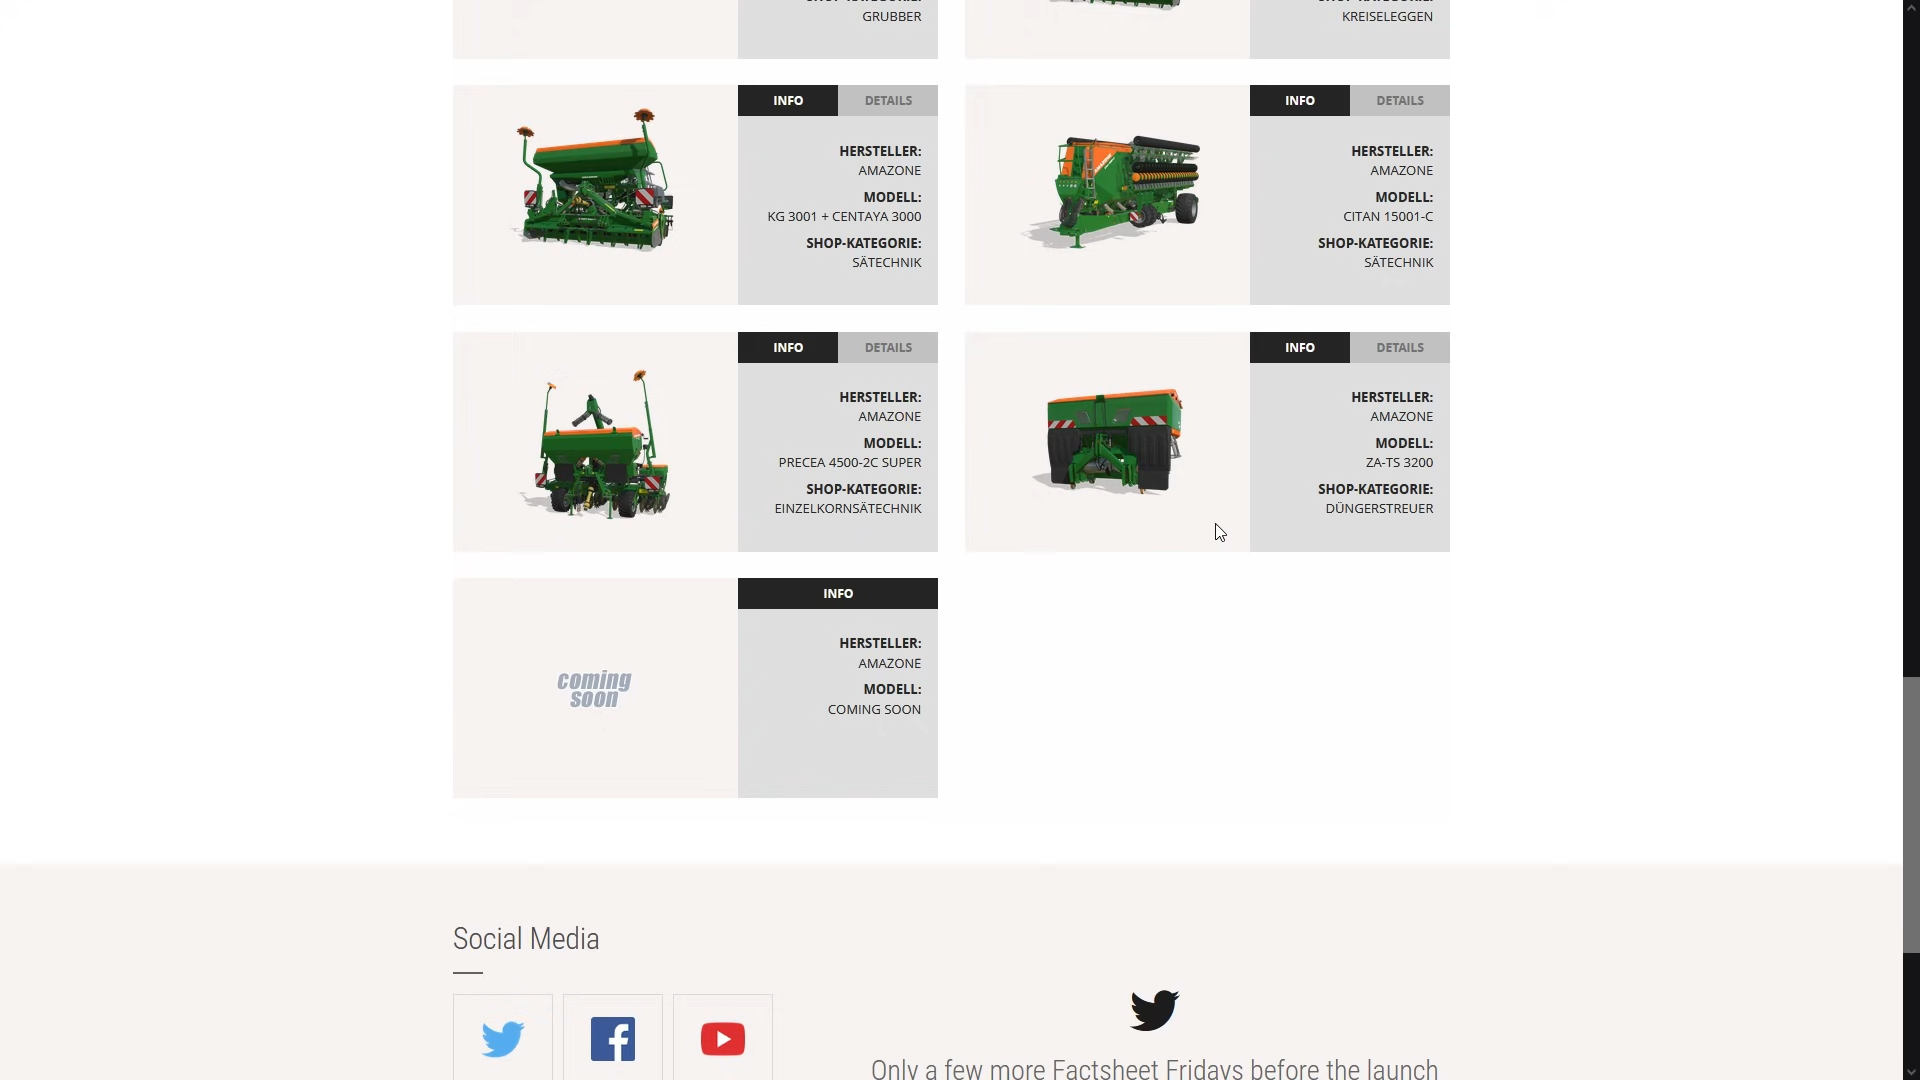 GRUBBER
KREISELEGGEN
INFO
DETAILS
HERSTELLER:
AMAZONE
MODELL:
KG 3001 + CENTAYA 3000
SHOP-KATEGORIE:
SÄTECHNIK
INFO
DETAILS
HERSTELLER:
AMAZONE
MODELL:
CITAN 15001-C
SHOP-KATEGORIE:
SÄTECHNIK
INFO
DETAILS
HERSTELLER:
AMAZONE
MODELL:
PRECEA 4500-2C SUPER
SHOP-KATEGORIE:
EINZELKORNSÄTECHNIK
INFO
DETAILS
HERSTELLER:
AMAZONE
MODELL:
ZA-TS 3200
SHOP-KATEGORIE:
DÜNGERSTREUER
coming
soon
INFO
HERSTELLER:
AMAZONE
MODELL:
COMING SOON
Social Media
Only a few more Factsheet Fridays before the launch